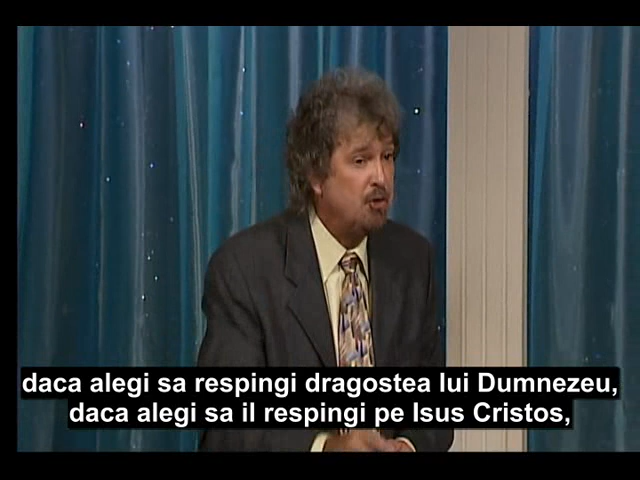 daca alegi sa respingi dragostea lui Dumnezeu,
daca alegi sa il respingi pe Isus Cristos,